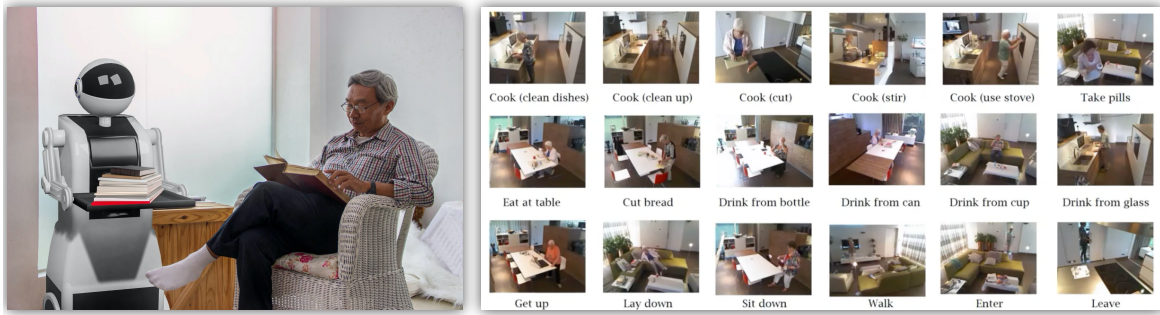 Cook (clean dishes) Cook (clean up) Cook (cut) Cook (stir) Cook (use stove) Take pills
Eat at table Cut bread Drink from bottle Drink from can Drink from cup Drink from glass
Get up Lay down Sit down Walk Enter Leave